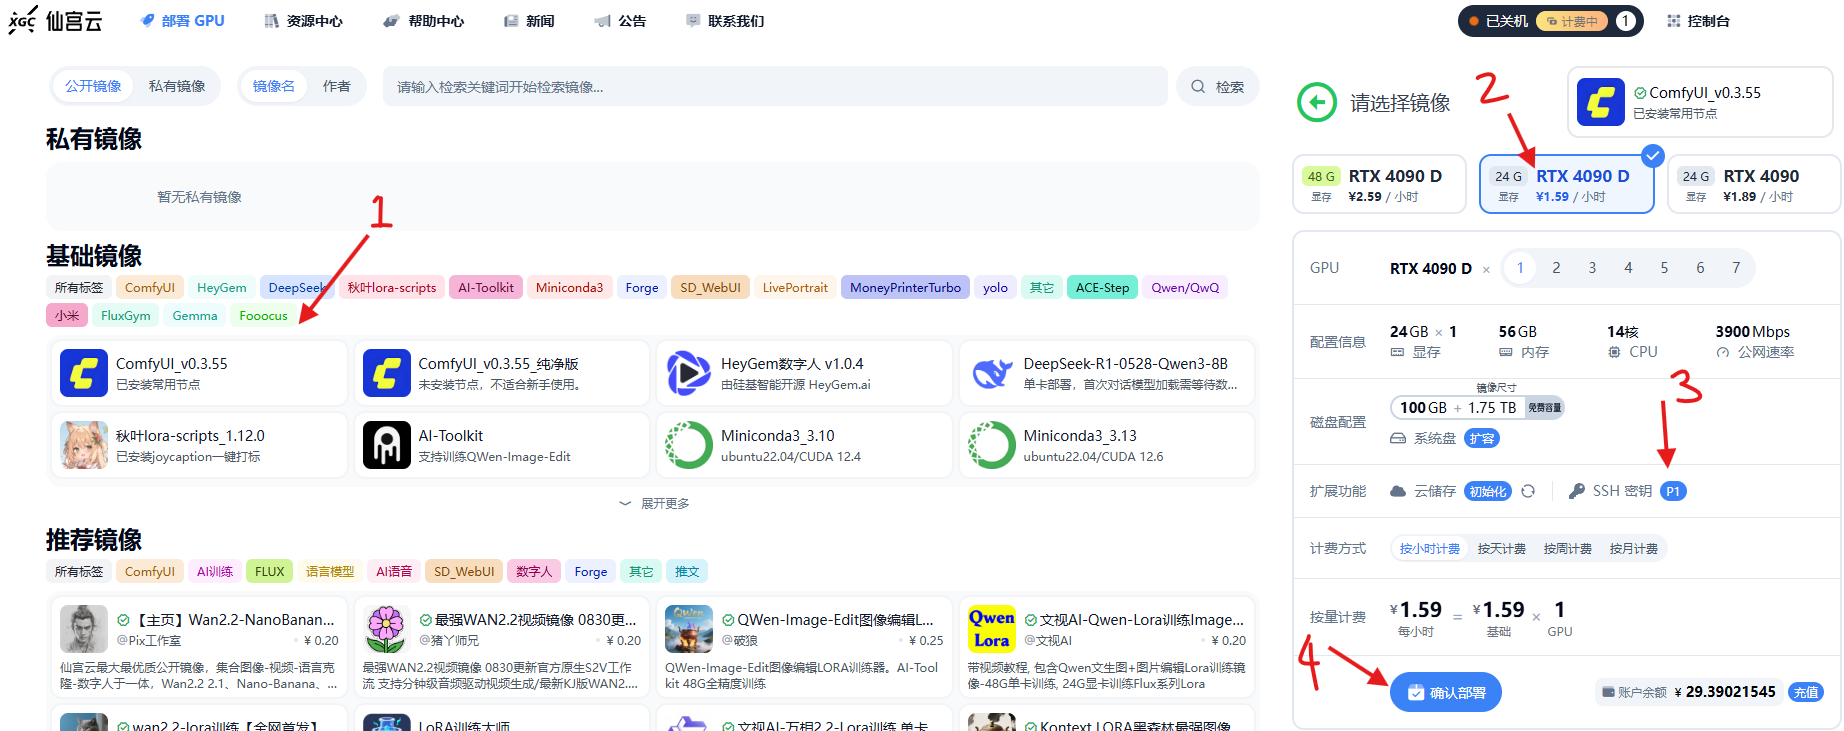 XGC 仙宫云
部署 GPU
资源中心
帮助中心
新闻
公告
联系我们
已关机 计费中 1
控制台
公开镜像 私有镜像
镜像名 作者
请输入检索关键词开始检索镜像...
检索
私有镜像
暂无私有镜像
1
基础镜像
所有标签 ComfyUI HeyGem DeepSeek 秋叶lora-scripts AI-Toolkit Miniconda3 Forge SD_WebUI LivePortrait MoneyPrinterTurbo yolo 其它 ACE-Step Qwen/QwQ
小米 FluxGym Gemma Fooocus
ComfyUI_v0.3.55
已安装常用节点
ComfyUI_v0.3.55_纯净版
未安装节点，不适合新手使用。
HeyGem数字人 v1.0.4
由硅基智能开源 HeyGem.ai
DeepSeek-R1-0528-Qwen3-8B
单卡部署，首次对话模型加载需等待数...
秋叶lora-scripts_1.12.0
已安装joycaption一键打标
AI-Toolkit
支持训练QWen-Image-Edit
Miniconda3_3.10
ubuntu22.04/CUDA 12.4
Miniconda3_3.13
ubuntu22.04/CUDA 12.6
展开更多
推荐镜像
所有标签 ComfyUI AI训练 FLUX 语言模型 AI语音 SD_WebUI 数字人 Forge 其它 推文
【主页】Wan2.2-NanoBanan...
@Pix工作室 ¥ 0.20
仙宫云最大最优质公开镜像，集合图像-视频-语言克
隆-数字人于一体，Wan2.2 2.1、Nano-Banana、...
最强WAN2.2视频镜像 0830更...
@猪丫师兄 ¥ 0.20
最强WAN2.2视频镜像 0830更新官方原生S2V工作
流 支持分钟级音频驱动视频生成/最新KJ版WAN2....
QWen
QWen-Image-Edit图像编辑L...
@破狼 ¥ 0.25
QWen-Image-Edit图像编辑LORA训练器。AI-Tool
kit 48G全精度训练
Qwen
Lora
文视AI-Qwen-Lora训练Image...
@文视AI ¥ 0.20
带视频教程, 包含Qwen文生图+图片编辑Lora训练镜
像-48G单卡训练, 24G显卡训练Flux系列Lora
wan2.2-lora训练【全网首发】
LoRA训练大师
文视AI-万相2.2-Lora训练 单卡
Kontext LORA黑森林最强图像
请选择镜像
2
ComfyUI_v0.3.55
已安装常用节点
48 G RTX 4090 D
显存 ¥2.59 / 小时
24 G RTX 4090 D
显存 ¥1.59 / 小时
24 G RTX 4090
显存 ¥1.89 / 小时
GPU RTX 4090 D × 1 2 3 4 5 6 7
配置信息
24GB × 1
显存
56GB
内存
14核
CPU
3900Mbps
公网速率
磁盘配置
镜像尺寸
100GB + 1.75 TB 免费容量
系统盘 扩容
3
扩展功能 云储存 初始化 SSH 密钥 P1
计费方式 按小时计费 按天计费 按周计费 按月计费
按量计费
¥1.59 = ¥1.59 × 1
每小时 基础 GPU
4
确认部署
账户余额 ¥ 29.39021545 充值